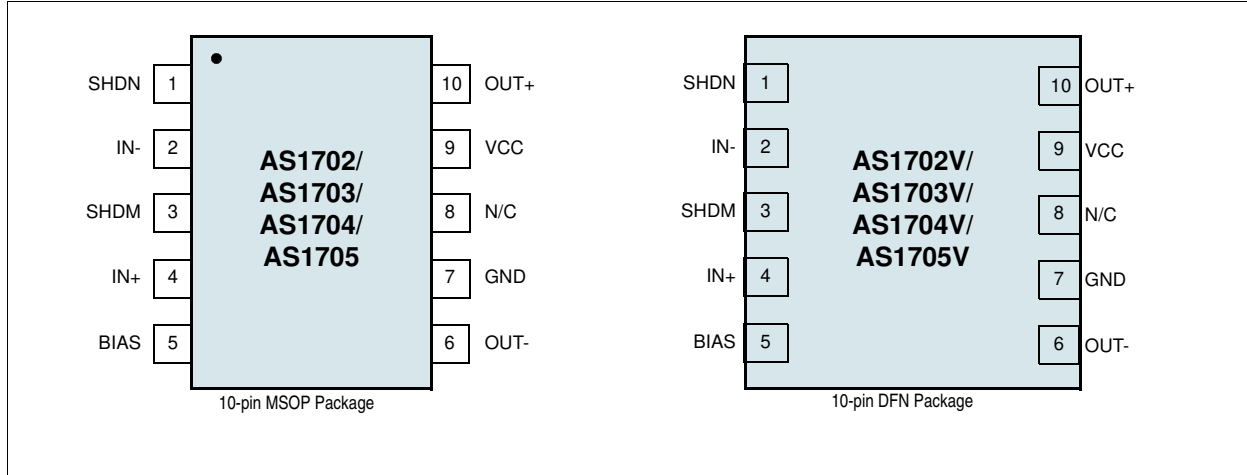 SHDN 1 10 OUT+
IN- 2 9 VCC
SHDM 3 8 N/C
IN+ 4 7 GND
BIAS 5 6 OUT-
AS1702/
AS1703/
AS1704/
AS1705
10-pin MSOP Package
SHDN 1 10 OUT+
IN- 2 9 VCC
SHDM 3 8 N/C
IN+ 4 7 GND
BIAS 5 6 OUT-
AS1702V/
AS1703V/
AS1704V/
AS1705V
10-pin DFN Package